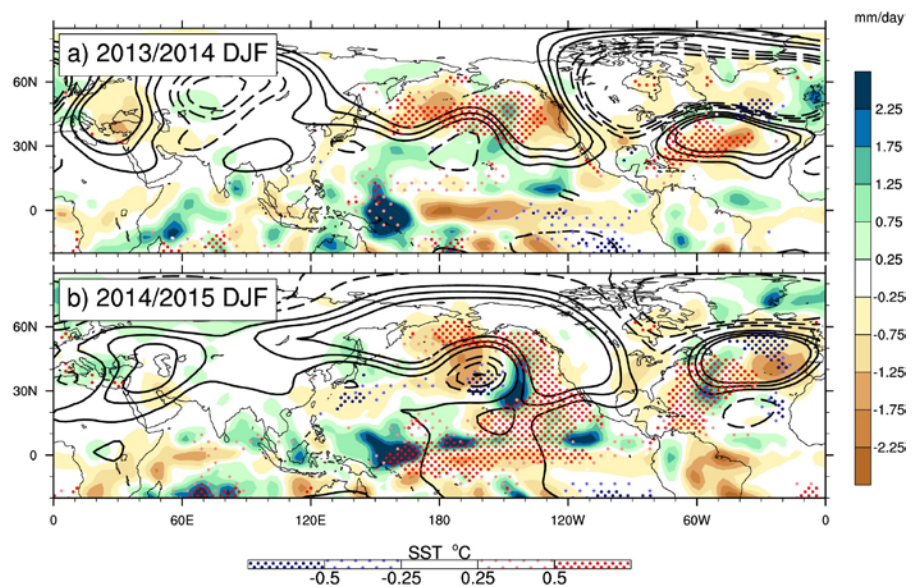 mm/day
a) 2013/2014 DJF
60N
30N
0
2.25
1.75
1.25
0.75
0.25
-0.25
-0.75
-1.25
-1.75
-2.25
b) 2014/2015 DJF
60N
30N
0
0 60E 120E 180 120W 60W 0
SST °C
-0.5 -0.25 0.25 0.5